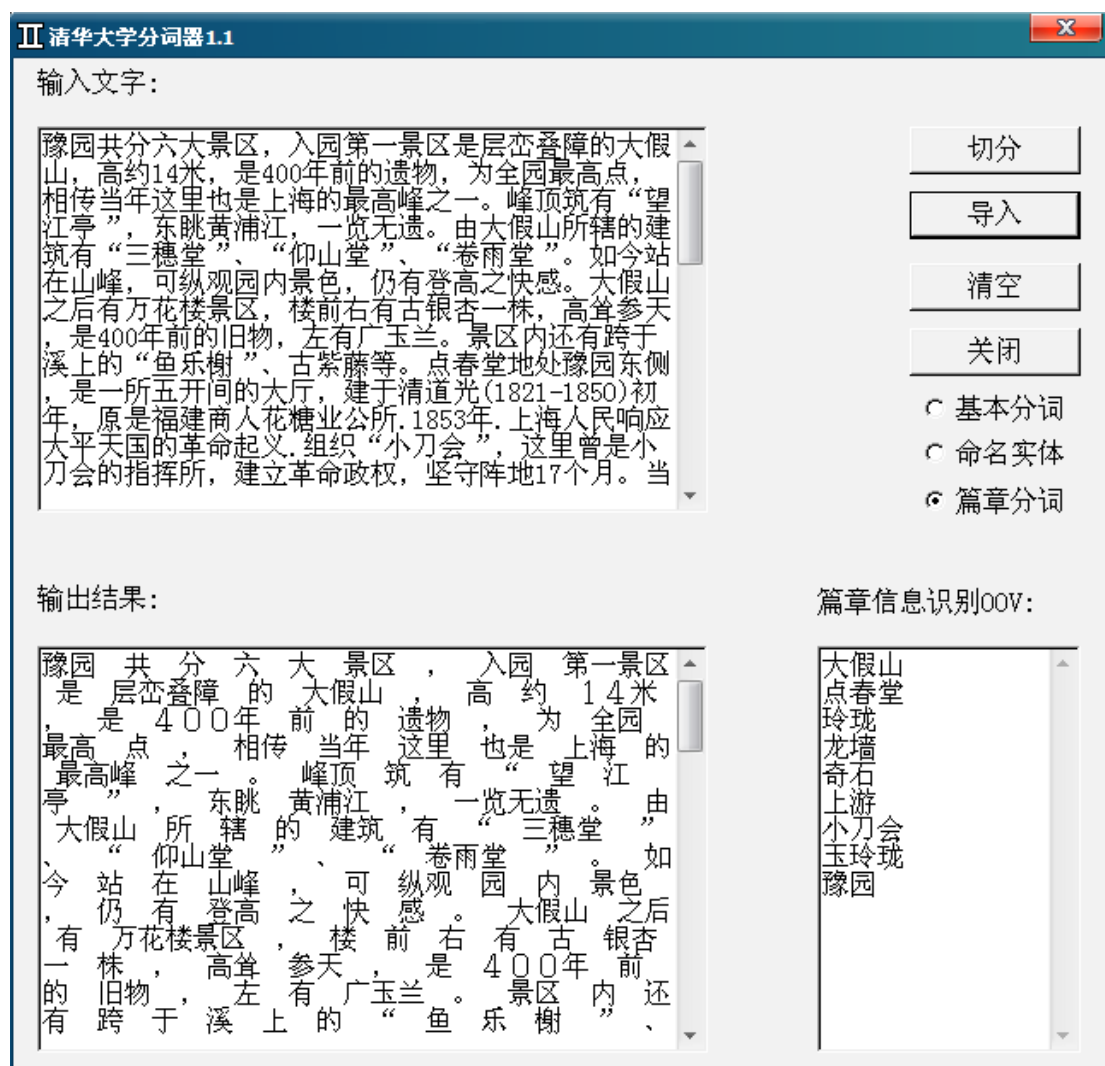 清华大学分词器1.1
输入文字:
豫园共分六大景区，入园第一景区是层峦叠障的大假
山，高约14米，是400年前的遗物，为全园最高点，
相传当年这里也是上海的最高峰之一。峰顶筑有“望
江亭”，东眺黄浦江，一览无遗。由大假山所辖的建
筑有“三穗堂”、“仰山堂”、“卷雨堂”。如今站
在山峰，可纵观园内景色，仍有登高之快感。大假山
之后有万花楼景区，楼前右有古银杏一株，高耸参天
，是400年前的旧物，左有广玉兰。景区内还有跨于
溪上的“鱼乐榭”、古紫藤等。点春堂地处豫园东侧
，是一所五开间的大厅，建于清道光(1821-1850)初
年，原是福建商人花糖业公所.1853年.上海人民响应
大平天国的革命起义.组织“小刀会”，这里曾是小
刀会的指挥所，建立革命政权，坚守阵地17个月。当
切分
导入
清空
关闭
基本分词
命名实体
篇章分词
输出结果:
豫园 共 分 六 大 景区 ， 入园 第一景区
是 层峦叠障 的 大假山 ， 高 约 １４米
， 是 ４００年 前 的 遗物 ， 为 全园
最高 点 ， 相传 当年 这里 也是 上海 的
最高峰 之一 。 峰顶 筑 有 “ 望 江
亭 ” ， 东眺 黄浦江 ， 一览无遗 。 由
大假山 所 辖 的 建筑 有 “ 三穗堂 ”
、 “ 仰山堂 ” 、 “ 卷雨堂 ” 。 如
今 站 在 山峰 ， 可 纵观 园 内 景色
， 仍 有 登高 之 快 感 。 大假山 之后
有 万花楼景区 ， 楼 前 右 有 古 银杏
一 株 ， 高耸 参天 ， 是 ４００年 前
的 旧物 ， 左 有 广玉兰 。 景区 内 还
有 跨 于 溪 上 的 “ 鱼 乐 榭 ” 、
篇章信息识别OOV:
大假山
点春堂
玲珑
龙墙
奇石
上游
小刀会
玉玲珑
豫园